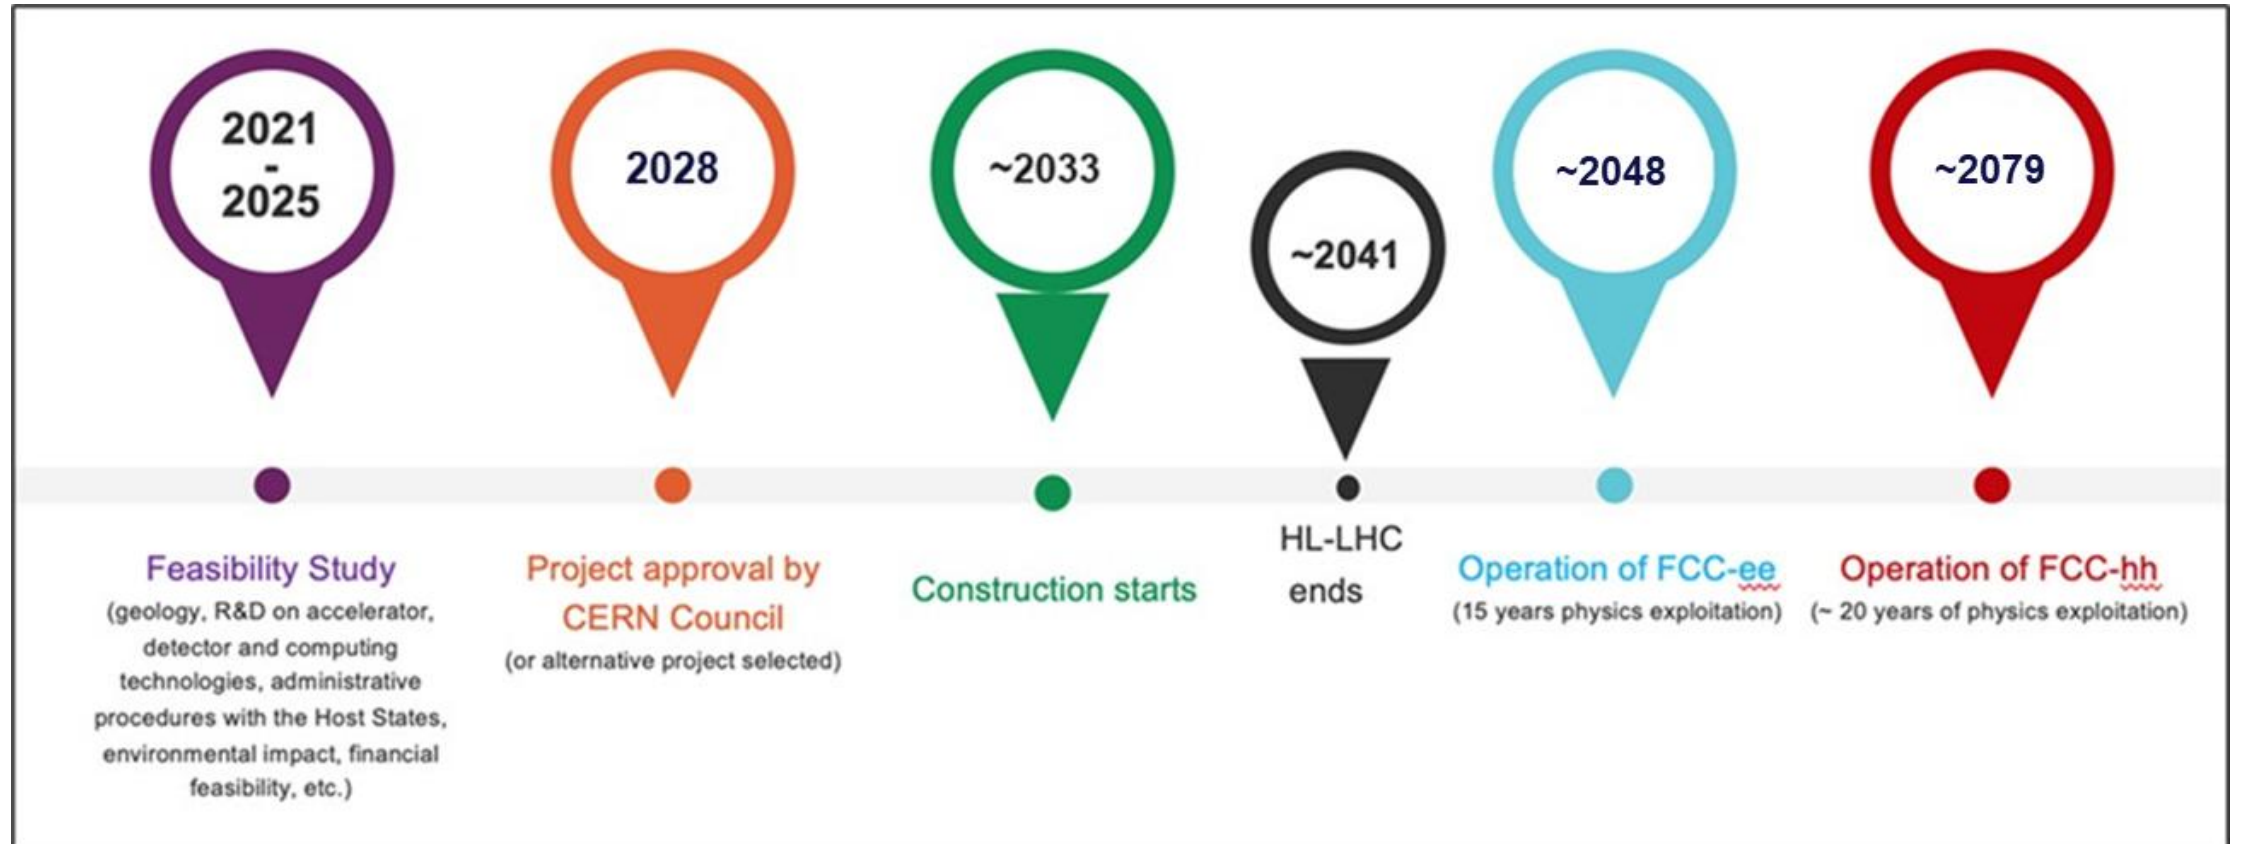 2021
-
2025
2028
~2033
~2041
~2048
~2079
Feasibility Study
(geology, R&D on accelerator,
detector and computing
technologies, administrative
procedures with the Host States,
environmental impact, financial
feasibility, etc.)
Project approval by
CERN Council
(or alternative project selected)
Construction starts
HL-LHC
ends
Operation of FCC-ee
(15 years physics exploitation)
Operation of FCC-hh
(~ 20 years of physics exploitation)